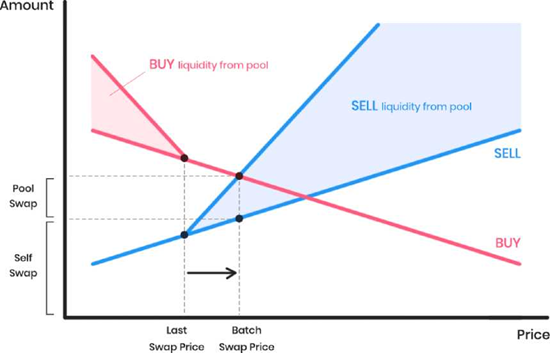 Amount
BUY liquidity from pool
SELL liquidity from pool
SELL
Pool
Swap
BUY
Self
Swap
Last
Swap Price
Batch
Swap Price
Price